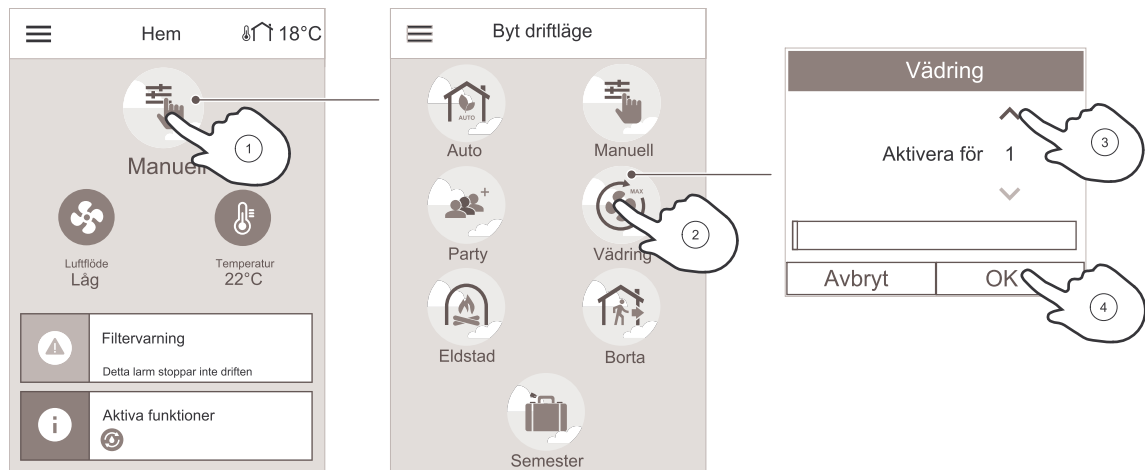 Hem
18°C
Manuell
1
Luftflöde
Låg
Temperatur
22°C
Filtervarning
Detta larm stoppar inte driften
i
Aktiva funktioner
Byt driftläge
AUTO
Auto
Manuell
+
Party
MAX
Vädring
2
Eldstad
Borta
Semester
Vädring
Aktivera för 1
3
Avbryt
OK
4